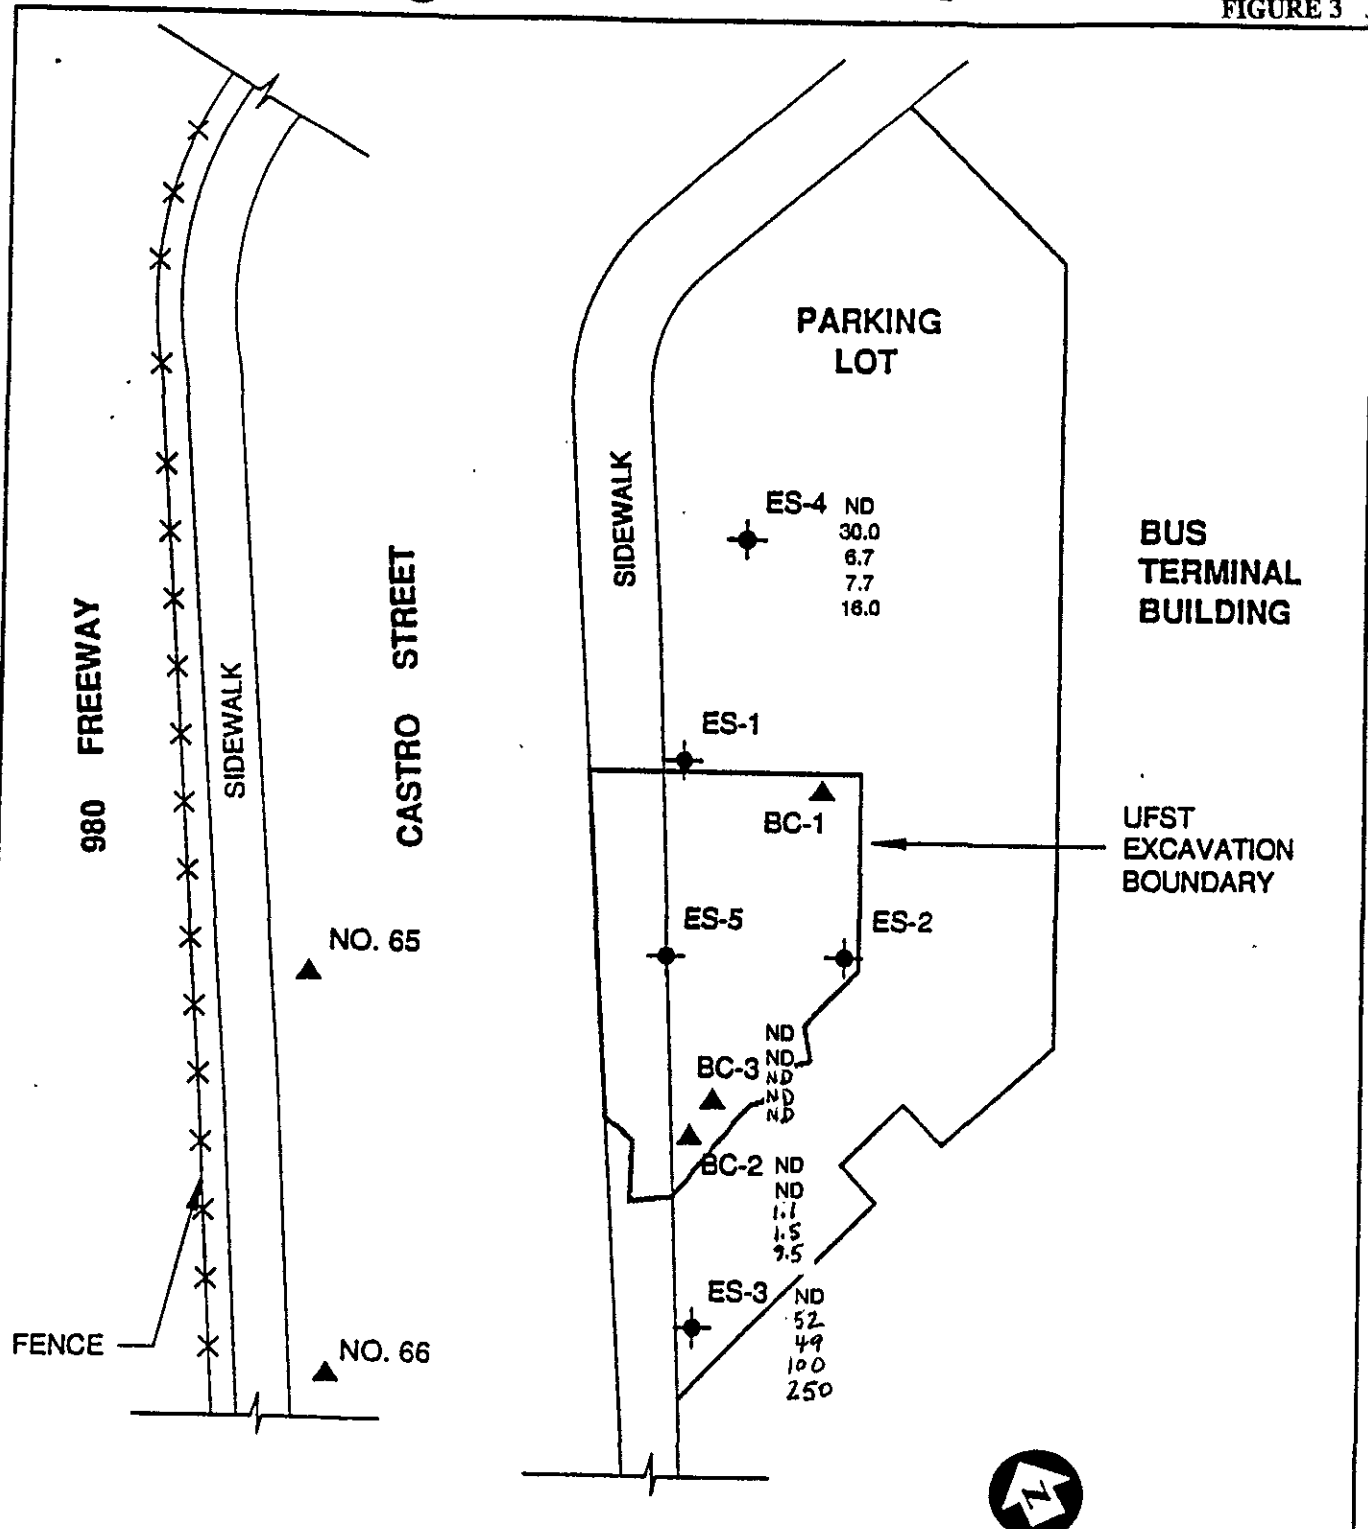 FIGURE 3
PARKING
LOT
SIDEWALK
ES-4 ND
30.0
6.7
7.7
16.0
BUS
TERMINAL
BUILDING
980 FREEWAY
SIDEWALK
CASTRO STREET
ES-1
BC-1
UFST
EXCAVATION
BOUNDARY
ES-5
ES-2
NO. 65
ND
BC-3 ND
ND
ND
ND
BC-2 ND
ND
1.1
1.5
9.5
ES-3 ND
52
49
100
250
FENCE
NO. 66
Z